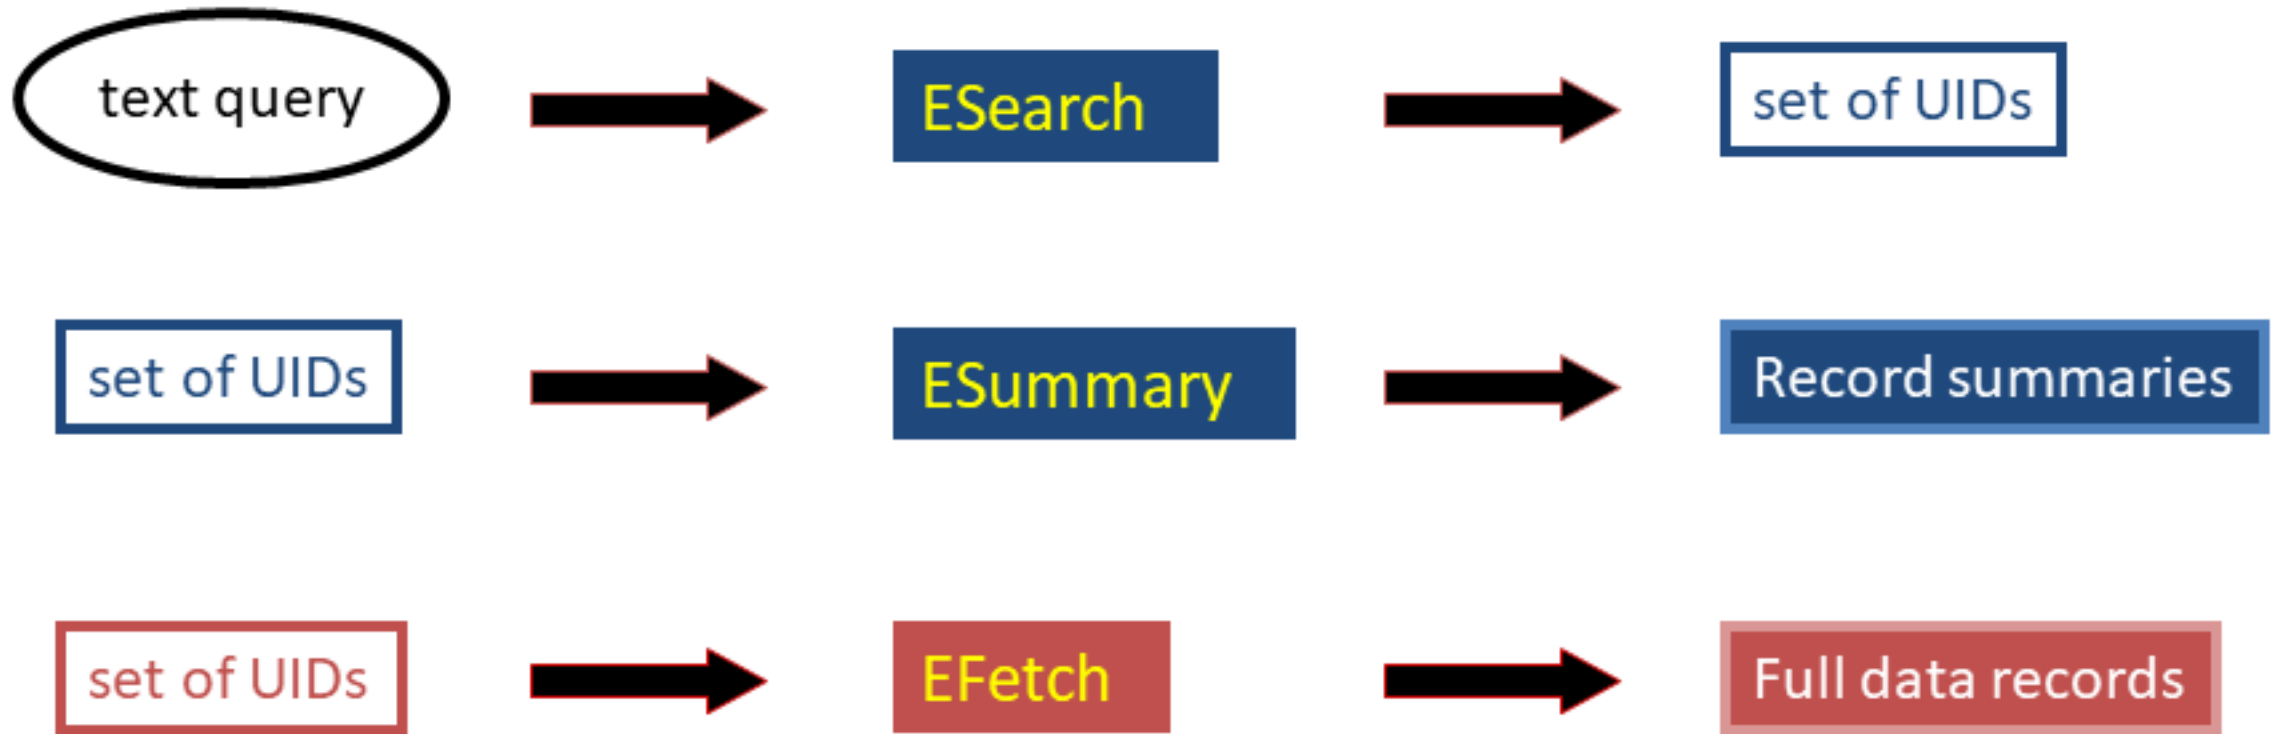 text query
ESearch
set of UIDs
set of UIDs
ESummary
Record summaries
set of UIDs
EFetch
Full data records